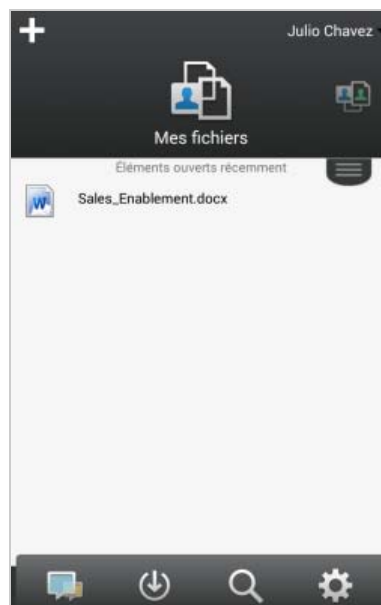 Julio Chavez
Mes fichiers
Éléments ouverts récemment
Sales_Enablement.docx